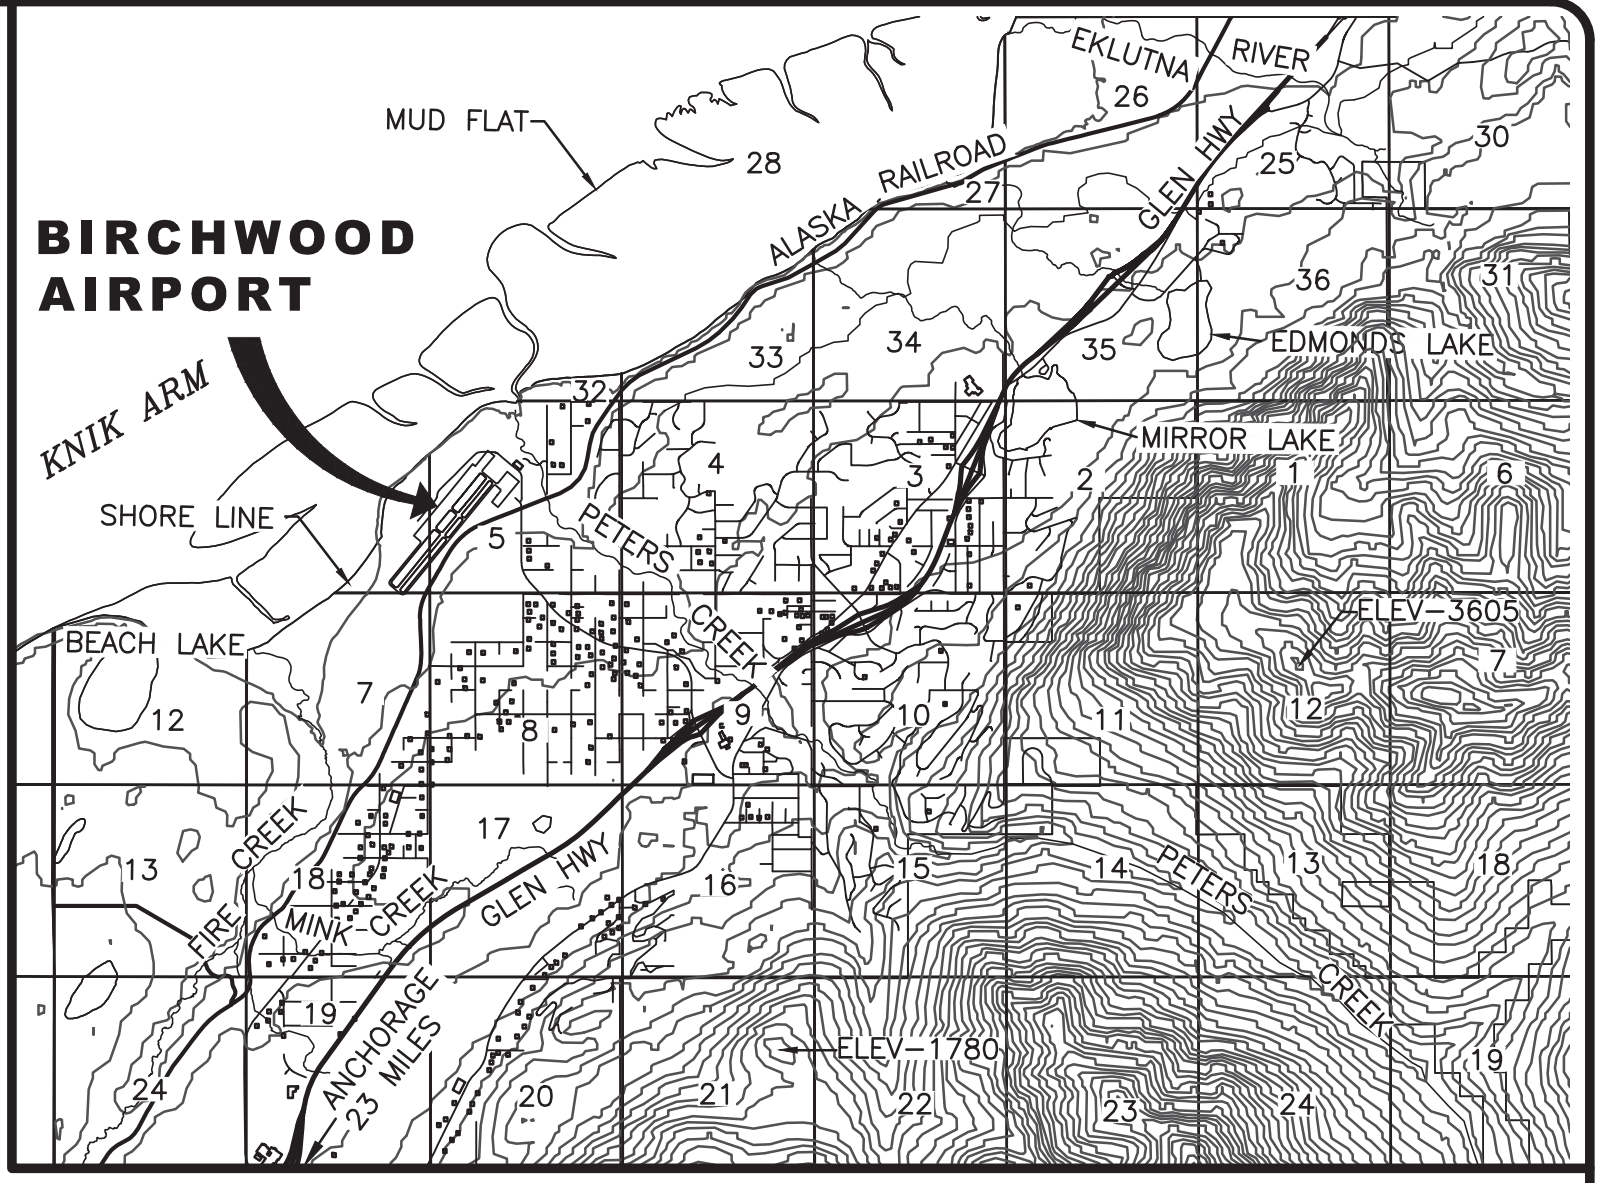 EKLUTNA RIVER
26
MUD FLAT
28
30
ALASKA RAILROAD
27
GLEN HWY
25
BIRCHWOOD
AIRPORT
36
31
33
34
35
EDMONDS LAKE
KNIK ARM
32
MIRROR LAKE
4
3
2
1
6
SHORE LINE
5
PETERS CREEK
ELEV-3605
BEACH LAKE
7
7
12
8
9
10
11
12
17
13
FIRE CREEK
18
MINK CREEK
GLEN HWY
16
15
14
PETERS CREEK
13
18
19
ANCHORAGE
23 MILES
ELEV-1780
19
24
20
21
22
23
24